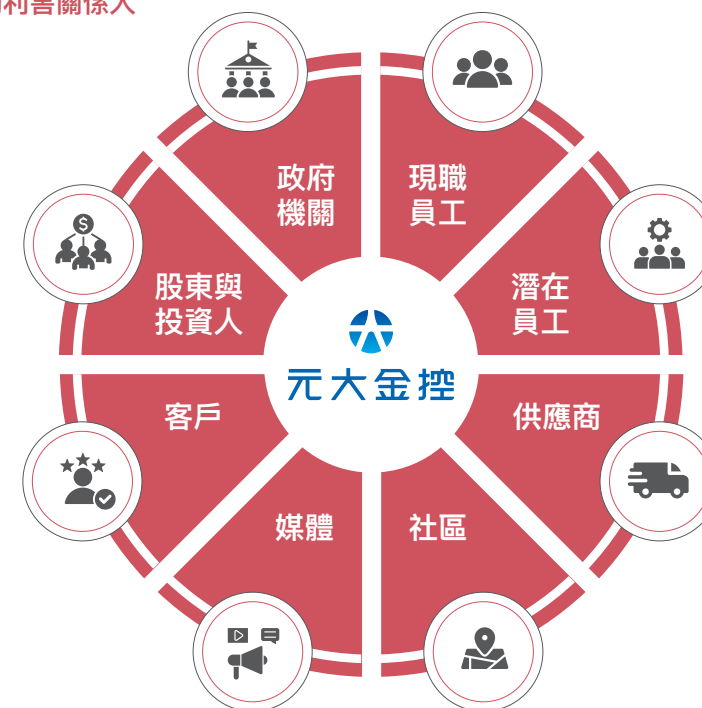 利害關係人
政府
機關
現職
員工
潛在
員工
供應商
社區
媒體
客戶
股東與
投資人
元大金控